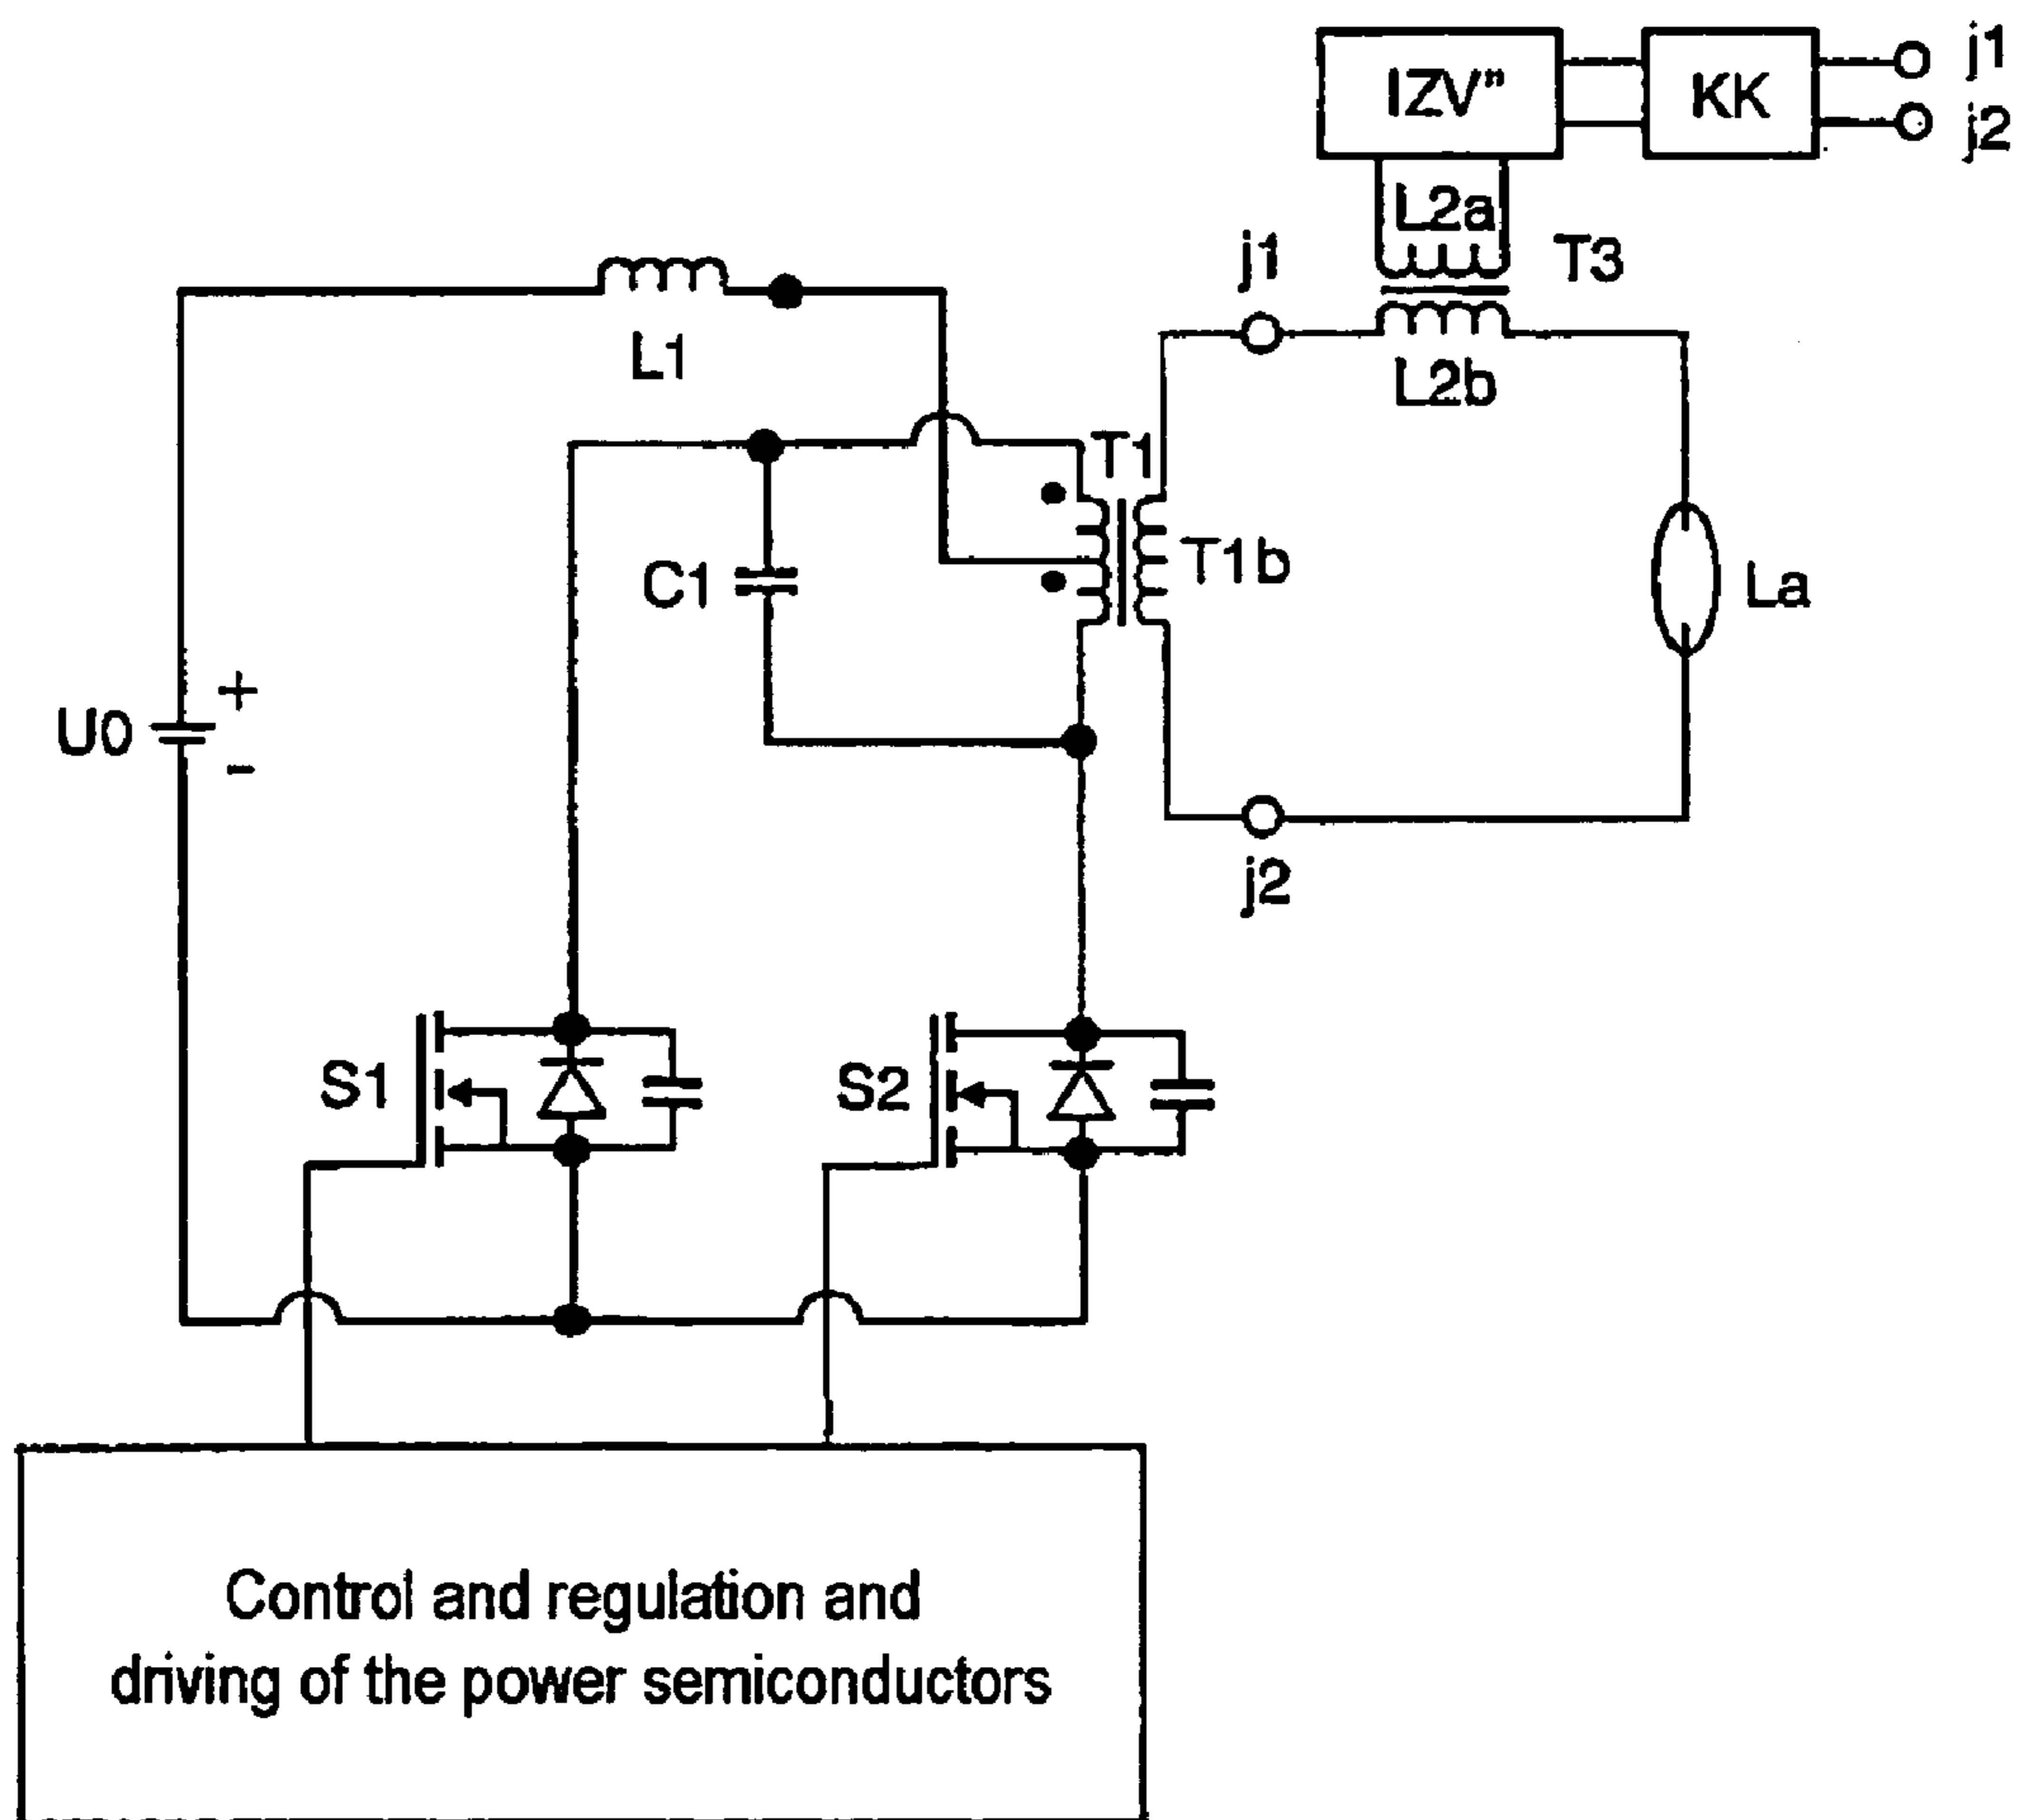 IZV"
KK
j1
j2
L2a
T3
j1
L1
L2b
T1
T1b
C1
La
U0
+
-
j2
S1
S2
Control and regulation and
driving of the power semiconductors